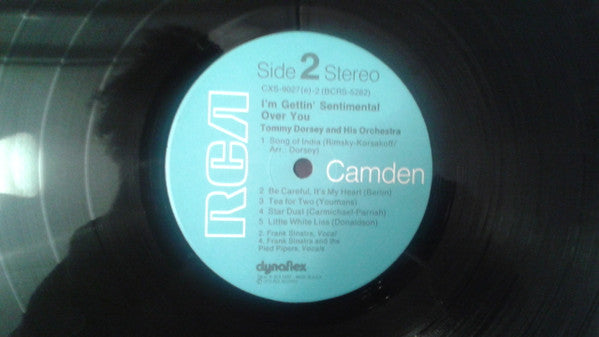 Side 2 Stereo
CXS-9027(e)-2 (BCRS-5262)
I'm Gettin' Sentimental
Over You
Tommy Dorsey and His Orchestra
1 Song of India (Rimsky-Korsakoff/
Arr.: Dorsey)
RCA
Camden
2 Be Careful, It's My Heart (Berlin)
3 Tea for Two (Youmans)
4 Star Dust (Carmichael-Parrish)
5 Little White Lies (Donaldson)
2. Frank Sinatra, Vocal
4. Frank Sinatra and the
Pied Pipers, Vocals
dynaflex